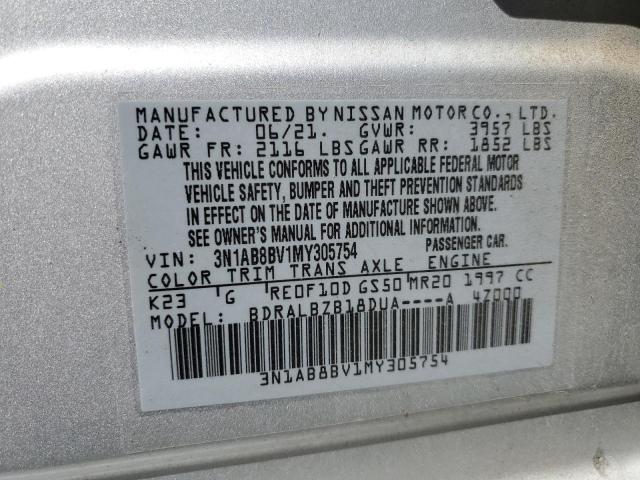 MANUFACTURED BY NISSAN MOTOR CO., LTD.
DATE: 06/21. GVWR: 3957 LBS
GAWR FR: 2116 LBS GAWR RR: 1852 LBS
THIS VEHICLE CONFORMS TO ALL APPLICABLE FEDERAL MOTOR
VEHICLE SAFETY, BUMPER AND THEFT PREVENTION STANDARDS
IN EFFECT ON THE DATE OF MANUFACTURE SHOWN ABOVE.
SEE OWNER'S MANUAL FOR ADDITIONAL INFORMATION.
VIN: 3N1AB8BV1MY305754 PASSENGER CAR.
COLOR TRIM TRANS AXLE ENGINE
K23 G RE0F10D GS50 MR20 1997 CC
MODEL: BDRALBZB18DUA----A 4Z000
3N1AB8BV1MY305754